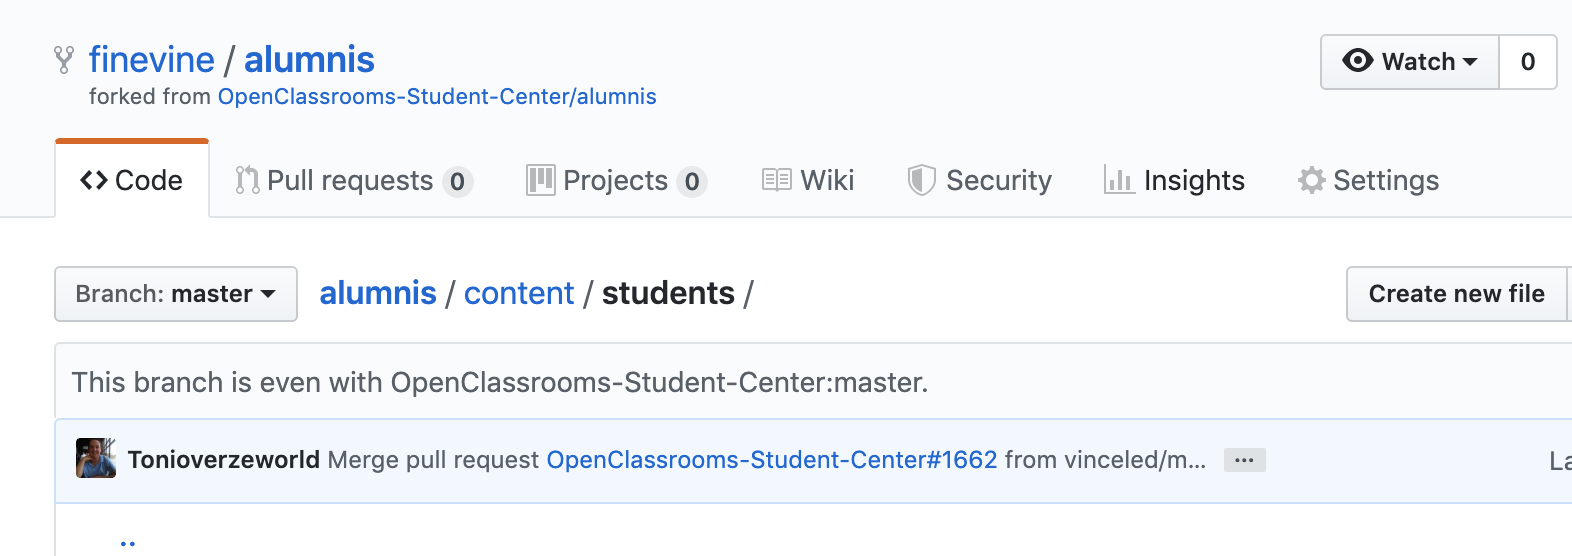 finevine / alumnis
Watch 0
forked from OpenClassrooms-Student-Center/alumnis
Code Pull requests 0 Projects 0 Wiki Security Insights Settings
Branch: master alumnis / content / students / Create new file
This branch is even with OpenClassrooms-Student-Center:master.
Tonioverzeworld Merge pull request OpenClassrooms-Student-Center#1662 from vinceled/m... ... La
..